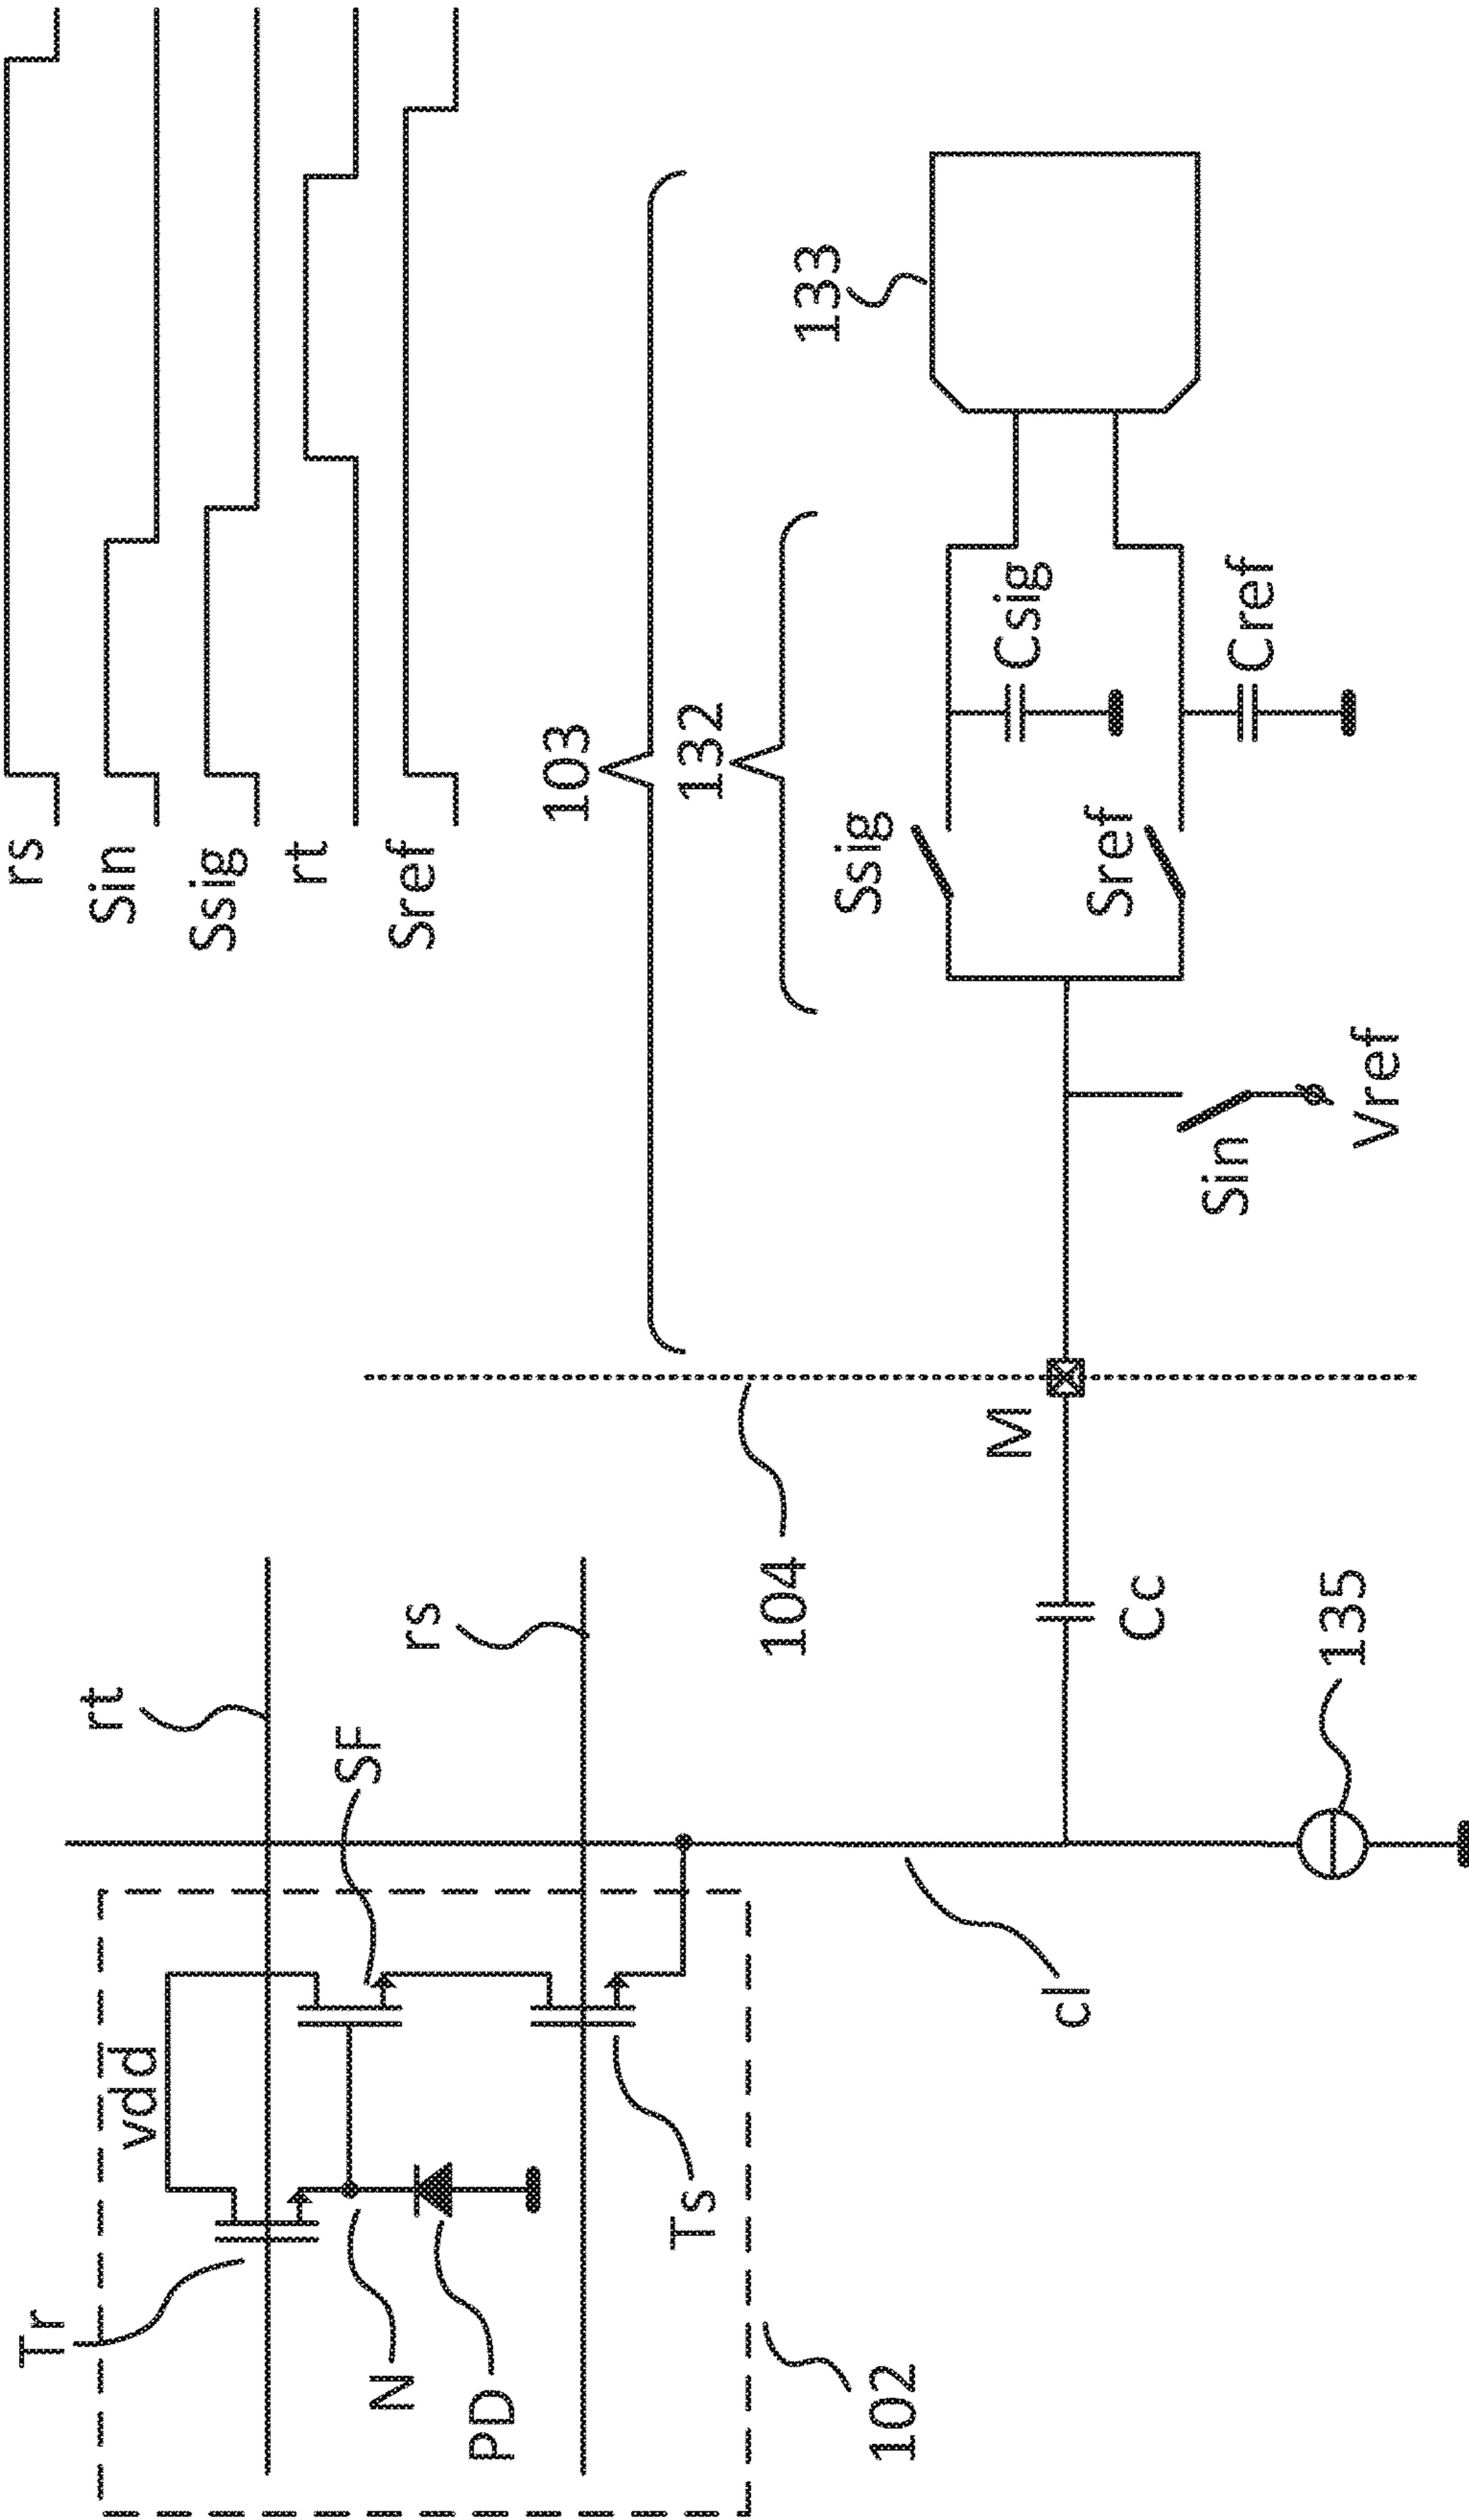 rs
Sin
Ssig
rt
Sref
Tr
vdd
rt
N
SF
rs
PD
Ts
102
cl
104
M
Cc
135
103
132
133
Ssig
Csig
Sref
Cref
Sin
Vref